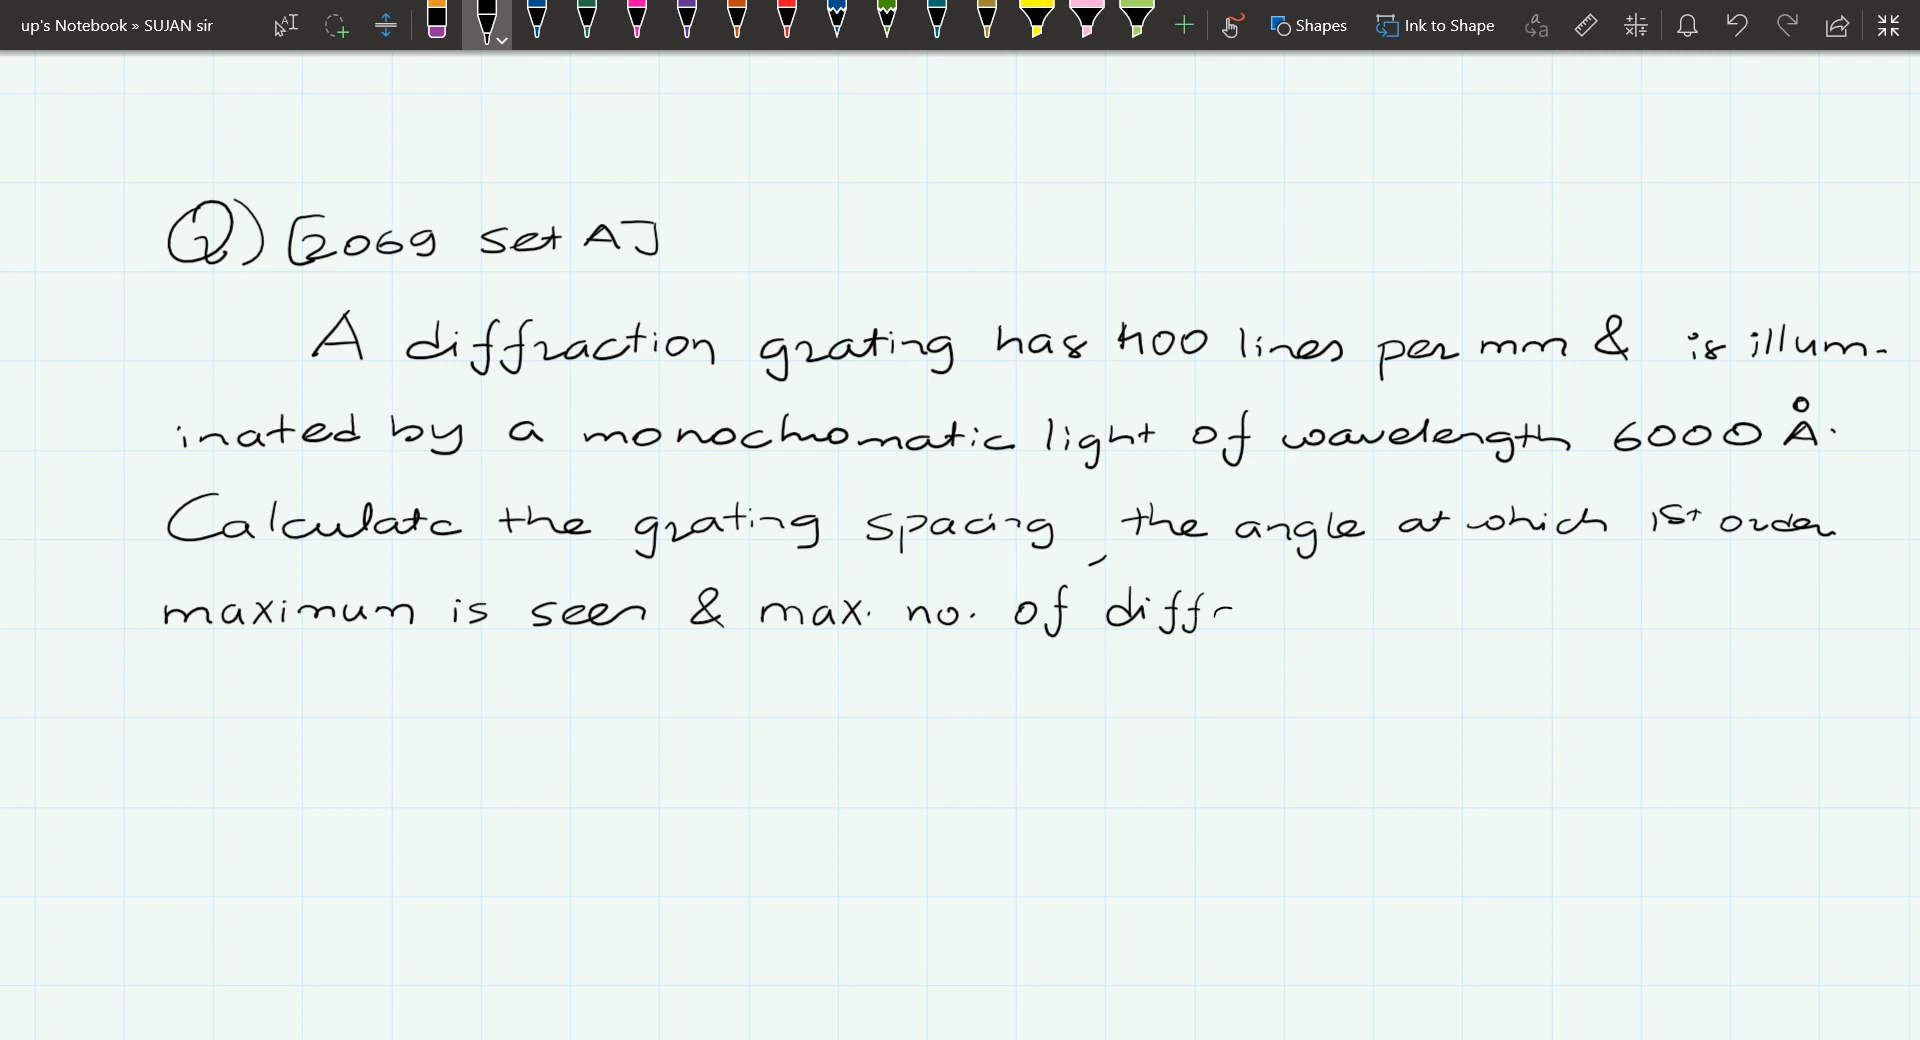 up's Notebook » SUJAN sir
Shapes
Ink to Shape
Q) [2069 Set A]
A diffraction grating has 400 lines per mm & is illum-
inated by a monochromatic light of wavelength 6000 Å.
Calculate the grating spacing, the angle at which 1st order
maximum is seen & max. no. of diffr